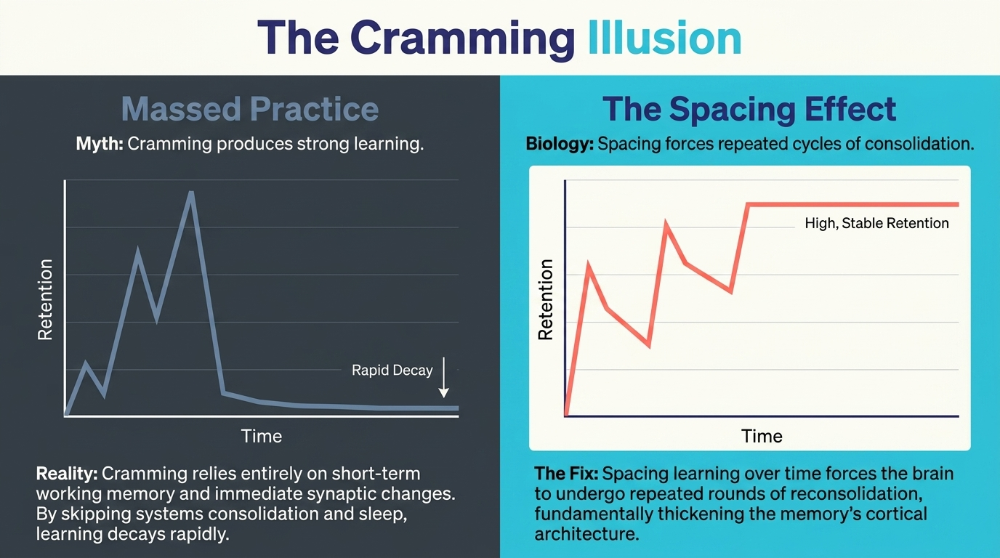 The Cramming Illusion
Massed Practice
Myth: Cramming produces strong learning.
Retention
Rapid Decay
Time
Reality: Cramming relies entirely on short-term
working memory and immediate synaptic changes.
By skipping systems consolidation and sleep,
learning decays rapidly.
The Spacing Effect
Biology: Spacing forces repeated cycles of consolidation.
Retention
High, Stable Retention
Time
The Fix: Spacing learning over time forces the brain
to undergo repeated rounds of reconsolidation,
fundamentally thickening the memory's cortical
architecture.